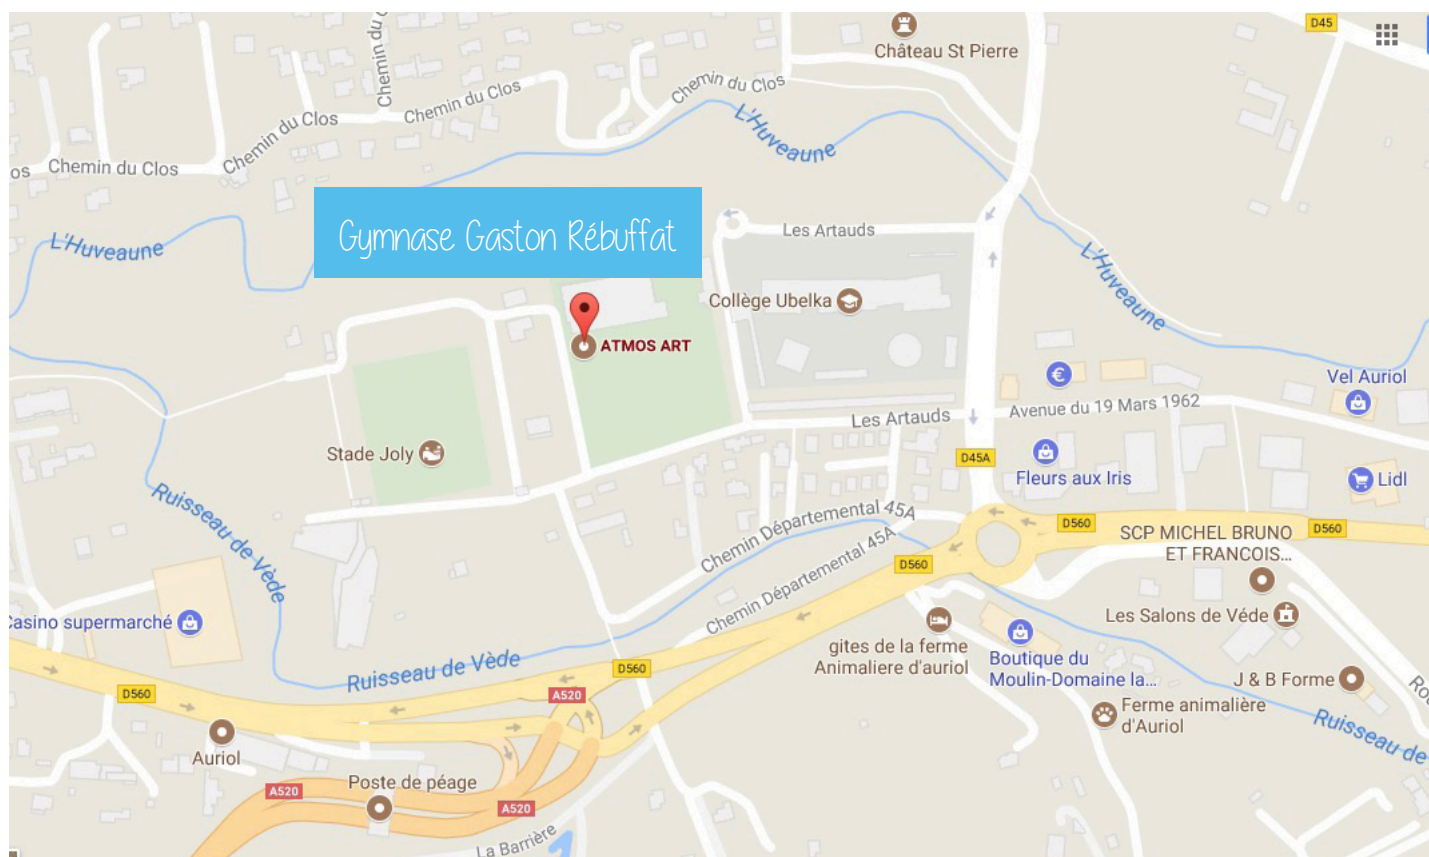 D45
Château St Pierre
Chemin du Clos
Chemin du Clos
Chemin du Clos
Chemin du Clos
os
L'Huveaune
Gymnase Gaston Rébuffat
Les Artauds
L'Huveaune
L'Huveaune
Collège Ubelka
ATMOS ART
Vel Auriol
Avenue du 19 Mars 1962
Les Artauds
Stade Joly
D45A
Fleurs aux Iris
Lidl
Ruisseau de Vède
Chemin Départemental 45A
D560
D560
SCP MICHEL BRUNO
ET FRANCOIS...
Chemin Départemental 45A
D560
Les Salons de Véde
Casino supermarché
gites de la ferme
Animaliere d'auriol
Boutique du
Moulin-Domaine la...
Ruisseau de Vède
D560
D560
A520
J & B Forme
Ferme animalière
d'Auriol
Ruisseau de
Auriol
Poste de péage
A520
A520
La Barrière